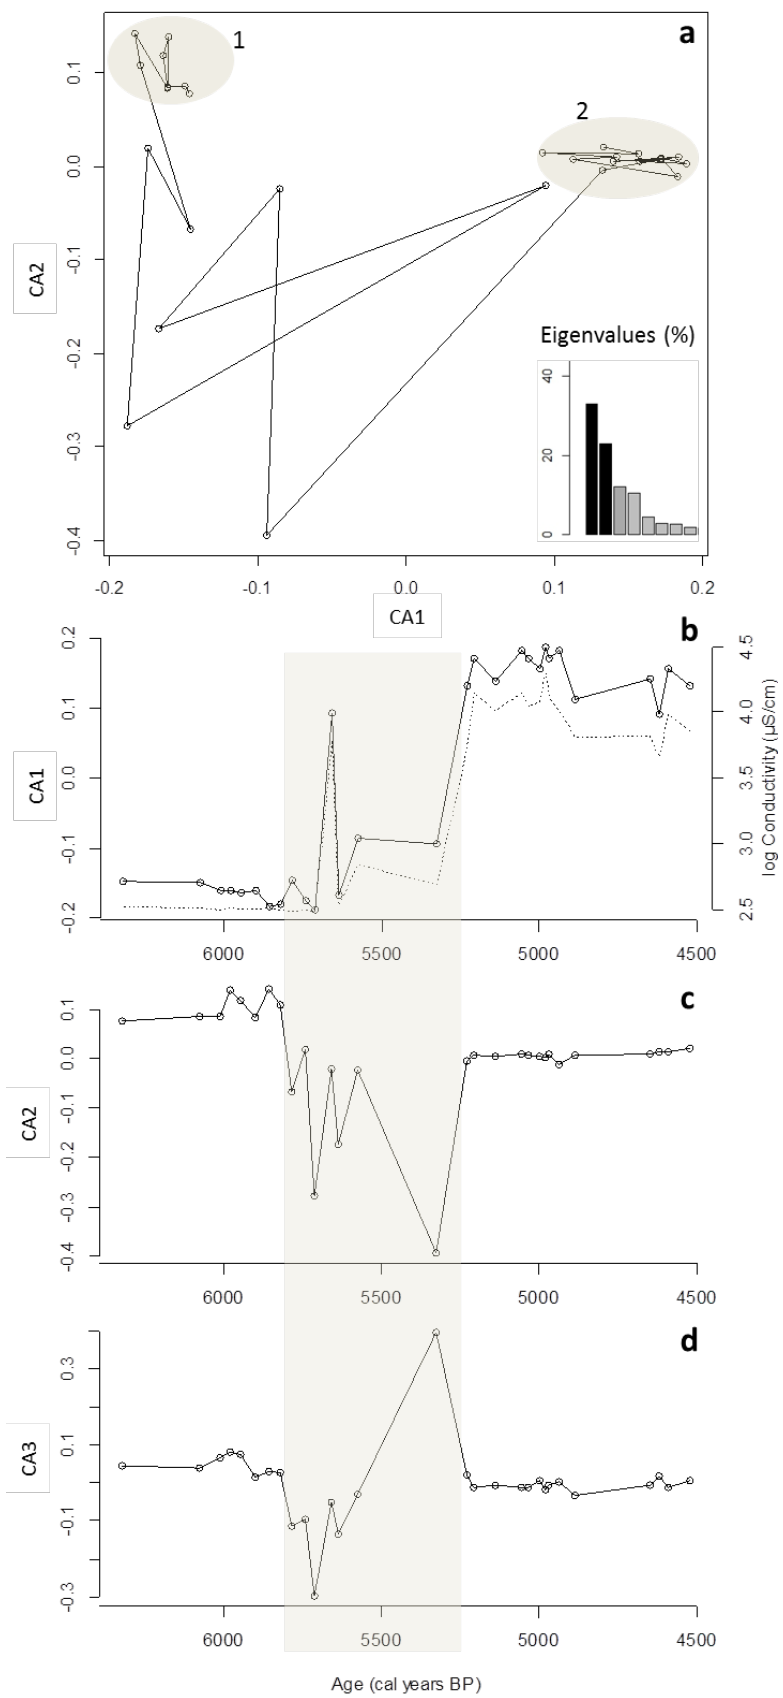 a
1
2
0.1
0.0
-0.1
-0.2
-0.3
-0.4
CA2
Eigenvalues (%)
40
20
0
-0.2 -0.1 0.0 0.1 0.2
CA1
b
0.2
0.1
0.0
-0.1
-0.2
CA1
4.5
4.0
3.5
3.0
2.5
log Conductivity (µS/cm)
6000 5500 5000 4500
c
0.1
0.0
-0.1
-0.2
-0.3
-0.4
CA2
6000 5500 5000 4500
d
0.3
0.1
-0.1
-0.3
CA3
6000 5500 5000 4500
Age (cal years BP)